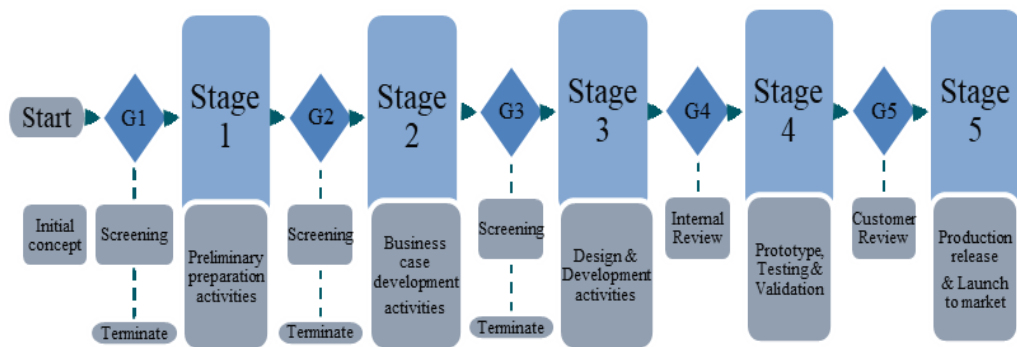 Start
G1
Stage
1
G2
Stage
2
G3
Stage
3
G4
Stage
4
G5
Stage
5
Initial
concept
Screening
Terminate
Preliminary
preparation
activities
Screening
Terminate
Business
case
development
activities
Screening
Terminate
Design &
Development
activities
Internal
Review
Prototype,
Testing &
Validation
Customer
Review
Production
release
& Launch
to market